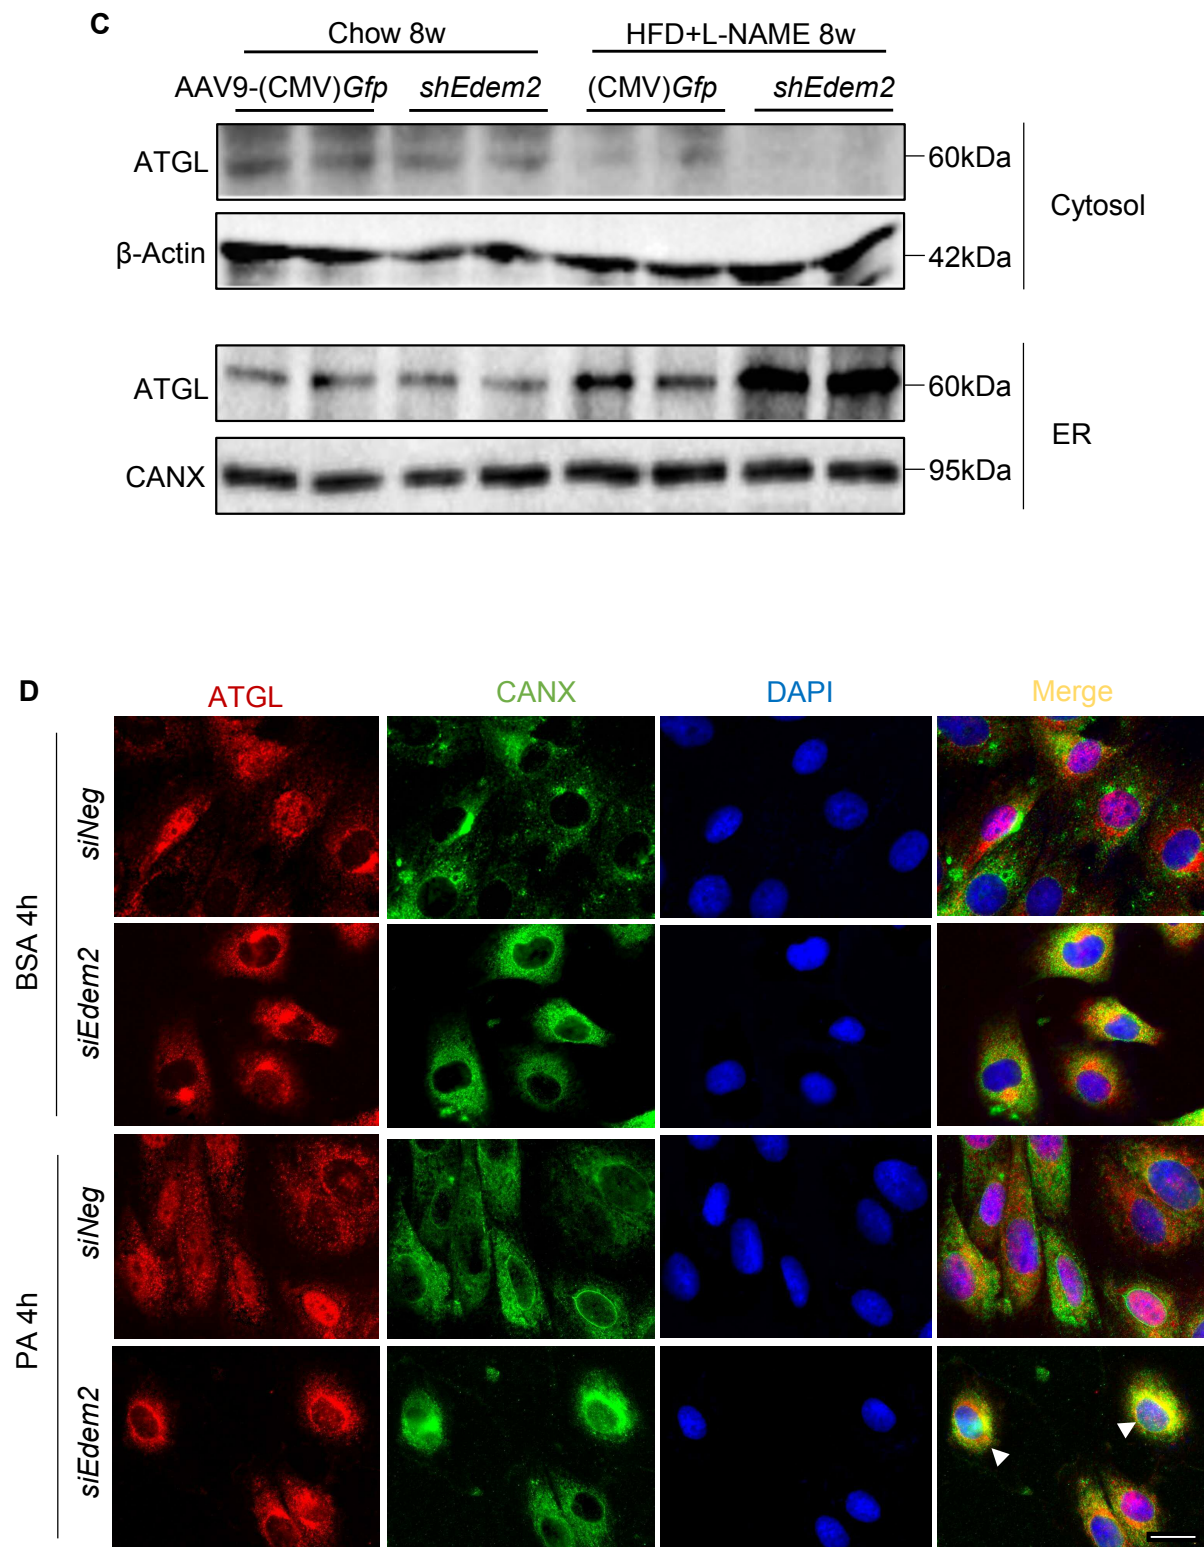 C
Chow 8w HFD+L-NAME 8w
AAV9-(CMV)Gfp shEdem2 (CMV)Gfp shEdem2
ATGL 60kDa
Cytosol
β-Actin 42kDa
ATGL 60kDa
ER
CANX 95kDa
D
ATGL CANX DAPI Merge
BSA 4h
siNeg
siEdem2
PA 4h
siNeg
siEdem2